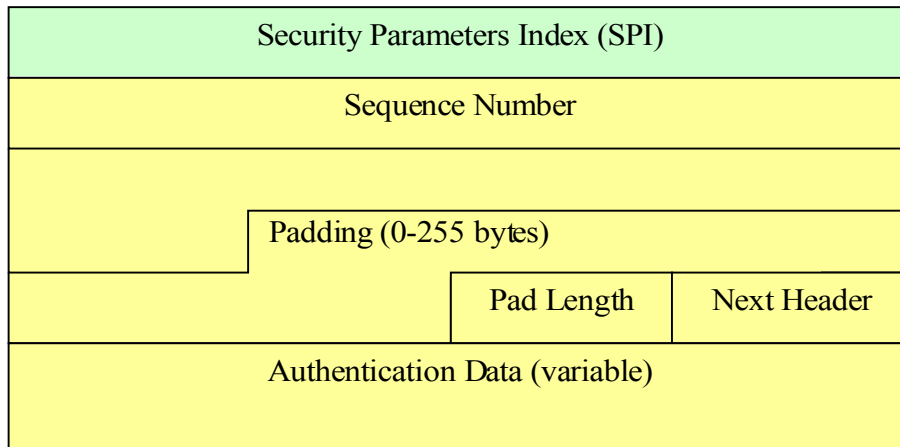 Security Parameters Index (SPI)
Sequence Number
Padding (0-255 bytes)
Pad Length
Next Header
Authentication Data (variable)